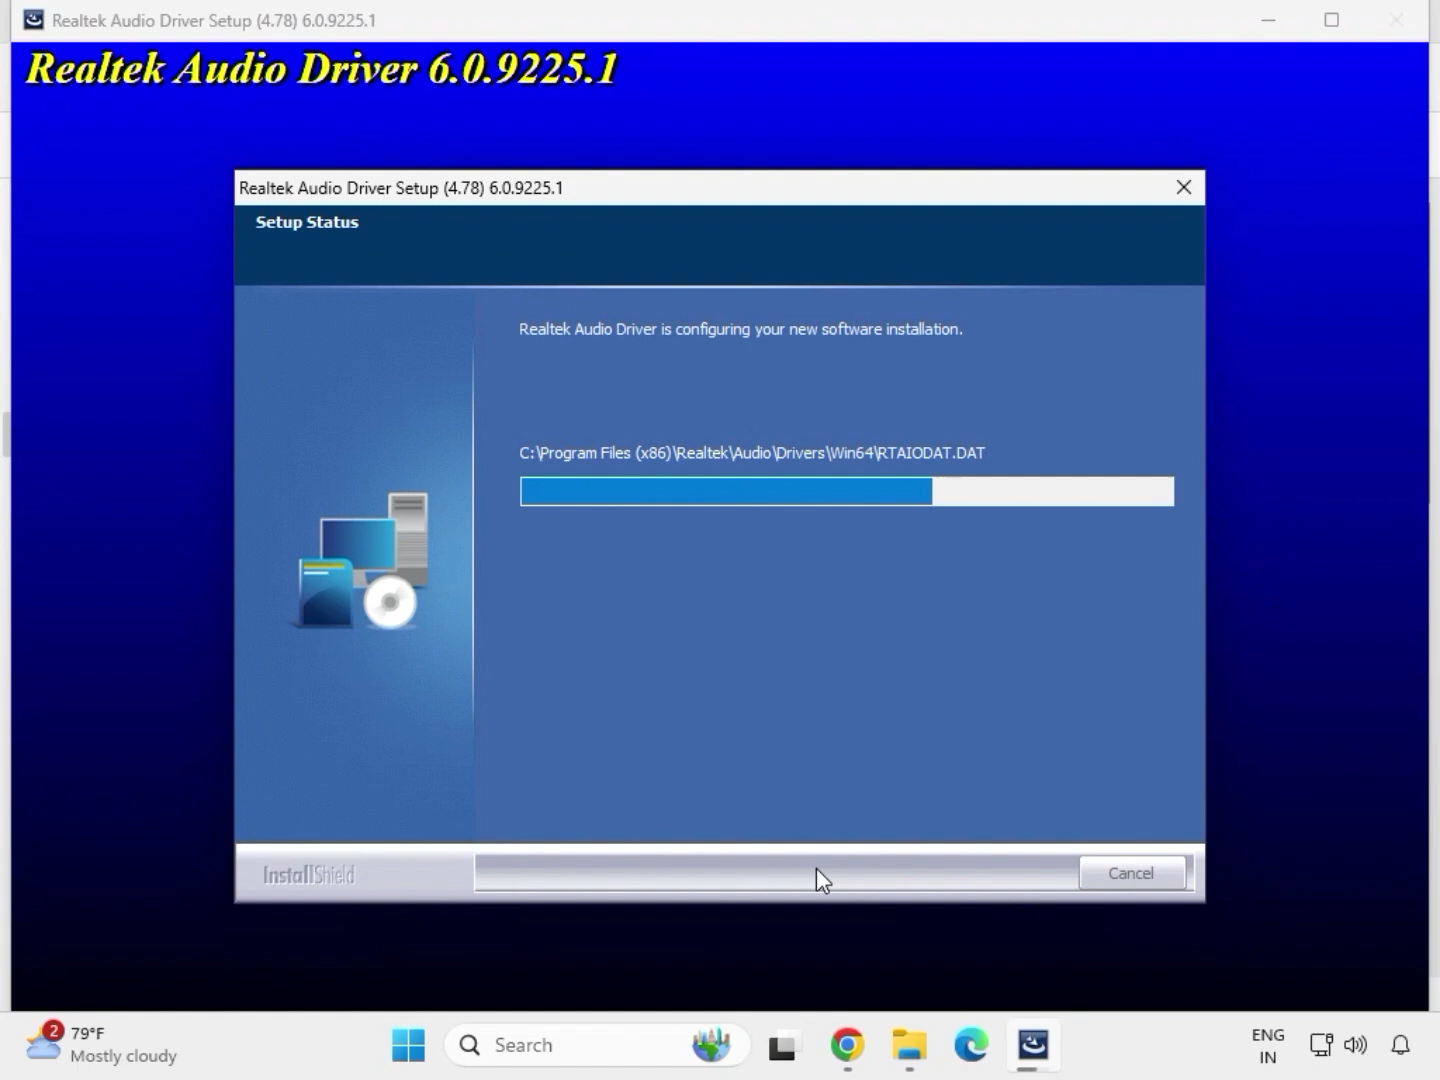 Realtek Audio Driver Setup (4.78) 6.0.9225.1
Realtek Audio Driver 6.0.9225.1
Realtek Audio Driver Setup (4.78) 6.0.9225.1
Setup Status
Realtek Audio Driver is configuring your new software installation.
C:\Program Files (x86)\Realtek\Audio\Drivers\Win64\RTAIODAT.DAT
InstallShield
Cancel
2
79°F
Mostly cloudy
Search
ENG
IN